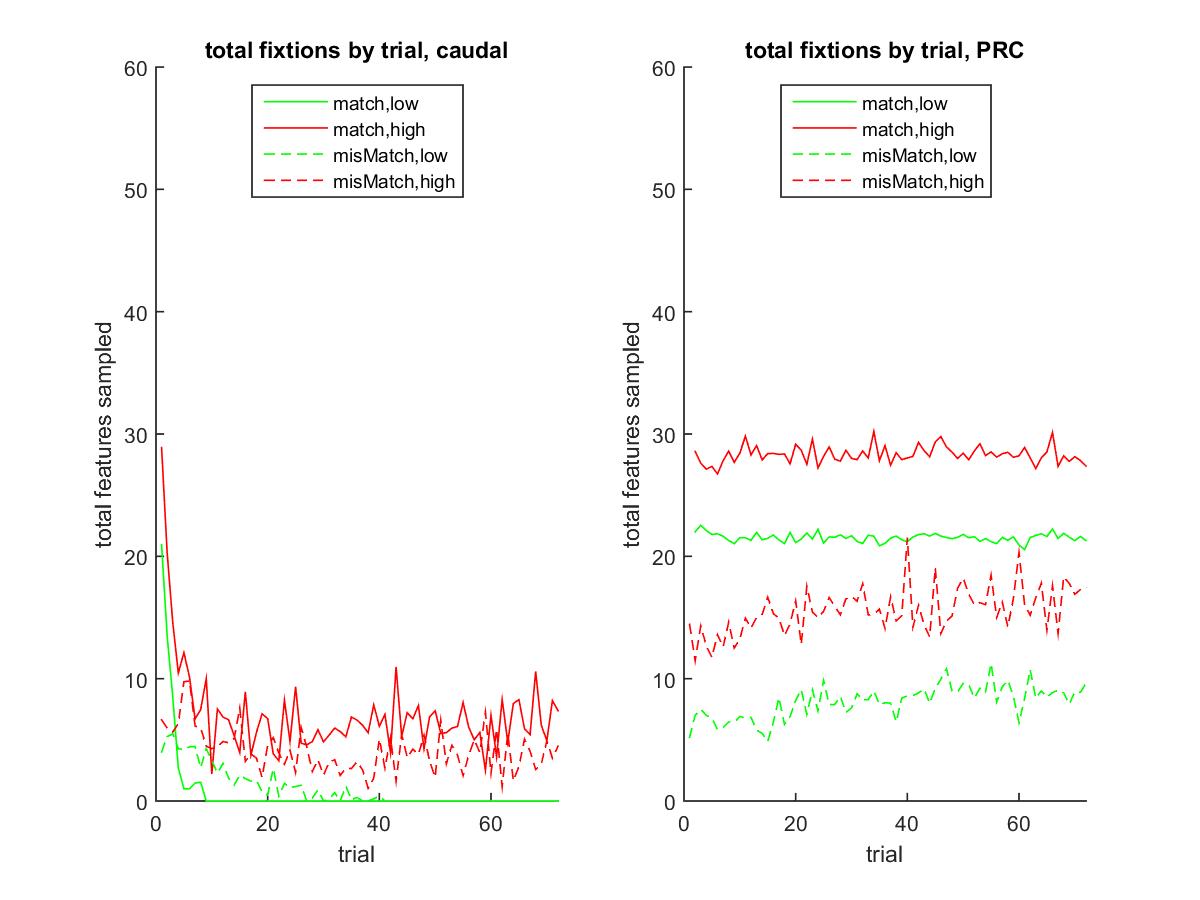 total fixtions by trial, caudal
60
50
40
30
20
10
0
total features sampled
match,low
match,high
misMatch,low
misMatch,high
0 20 40 60
trial
total fixtions by trial, PRC
60
50
40
30
20
10
0
total features sampled
match,low
match,high
misMatch,low
misMatch,high
0 20 40 60
trial